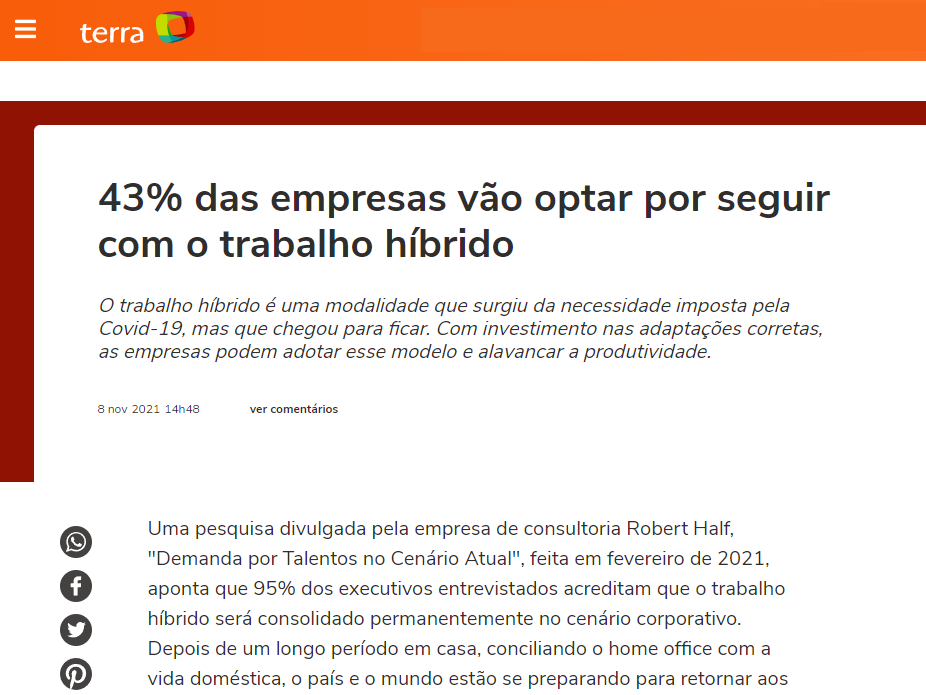 terra
43% das empresas vão optar por seguir
com o trabalho híbrido
O trabalho híbrido é uma modalidade que surgiu da necessidade imposta pela
Covid-19, mas que chegou para ficar. Com investimento nas adaptações corretas,
as empresas podem adotar esse modelo e alavancar a produtividade.
8 nov 2021 14h48 ver comentários
Uma pesquisa divulgada pela empresa de consultoria Robert Half,
"Demanda por Talentos no Cenário Atual", feita em fevereiro de 2021,
aponta que 95% dos executivos entrevistados acreditam que o trabalho
híbrido será consolidado permanentemente no cenário corporativo.
Depois de um longo período em casa, conciliando o home office com a
vida doméstica, o país e o mundo estão se preparando para retornar aos